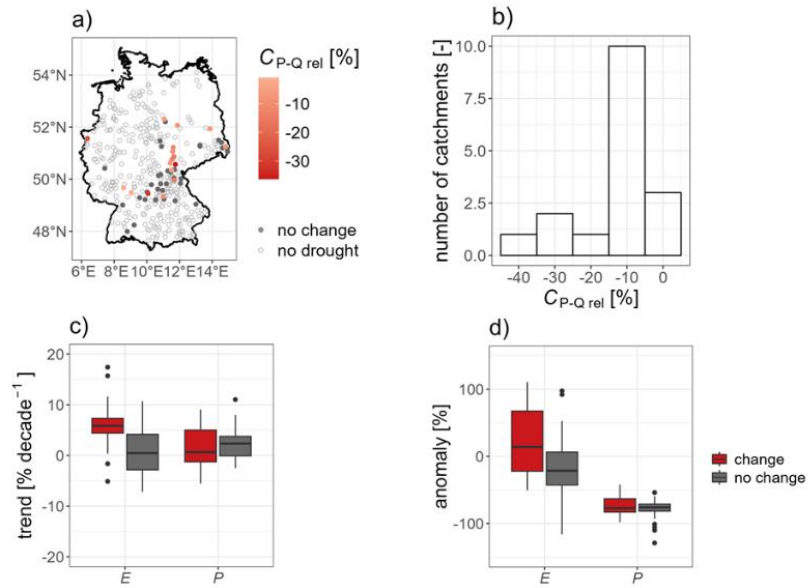 a)
C P-Q rel [%]
54°N
52°N
50°N
48°N
6°E 8°E 10°E 12°E 14°E
-10
-20
-30
no change
no drought
b)
number of catchments [-]
10.0
7.5
5.0
2.5
0.0
-40 -30 -20 -10 0
C P-Q rel [%]
c)
trend [% decade⁻¹]
20
10
0
-10
-20
E P
d)
anomaly [%]
100
0
-100
E P
change
no change